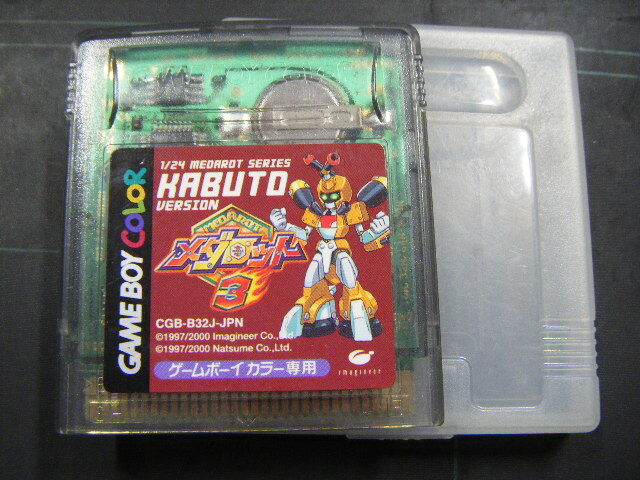 GAME BOY COLOR
1/24 MEDAROT SERIES
KABUTO
VERSION
MEDAROT
メダロット
3
CGB-B32J-JPN
©1997/2000 Imagineer Co.,Ltd.
©1997/2000 Natsume Co.,Ltd.
ゲームボーイ カラー専用
imagineer